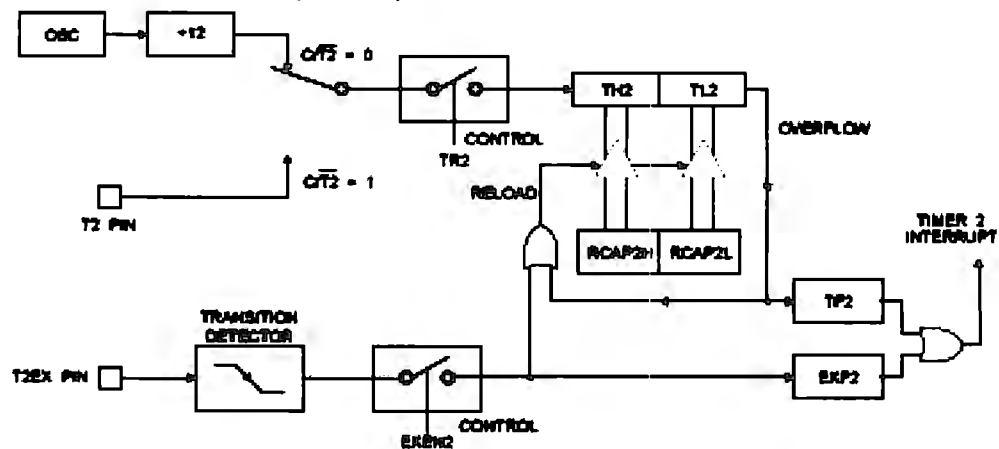 OSC
÷12
C/T2 = 0
TH2
TL2
OVERFLOW
CONTROL
TR2
C/T2 = 1
RELOAD
T2 PIN
RCAP2H
RCAP2L
TIMER 2
INTERRUPT
TRANSITION
DETECTOR
TF2
T2EX PIN
EXF2
CONTROL
EXEN2